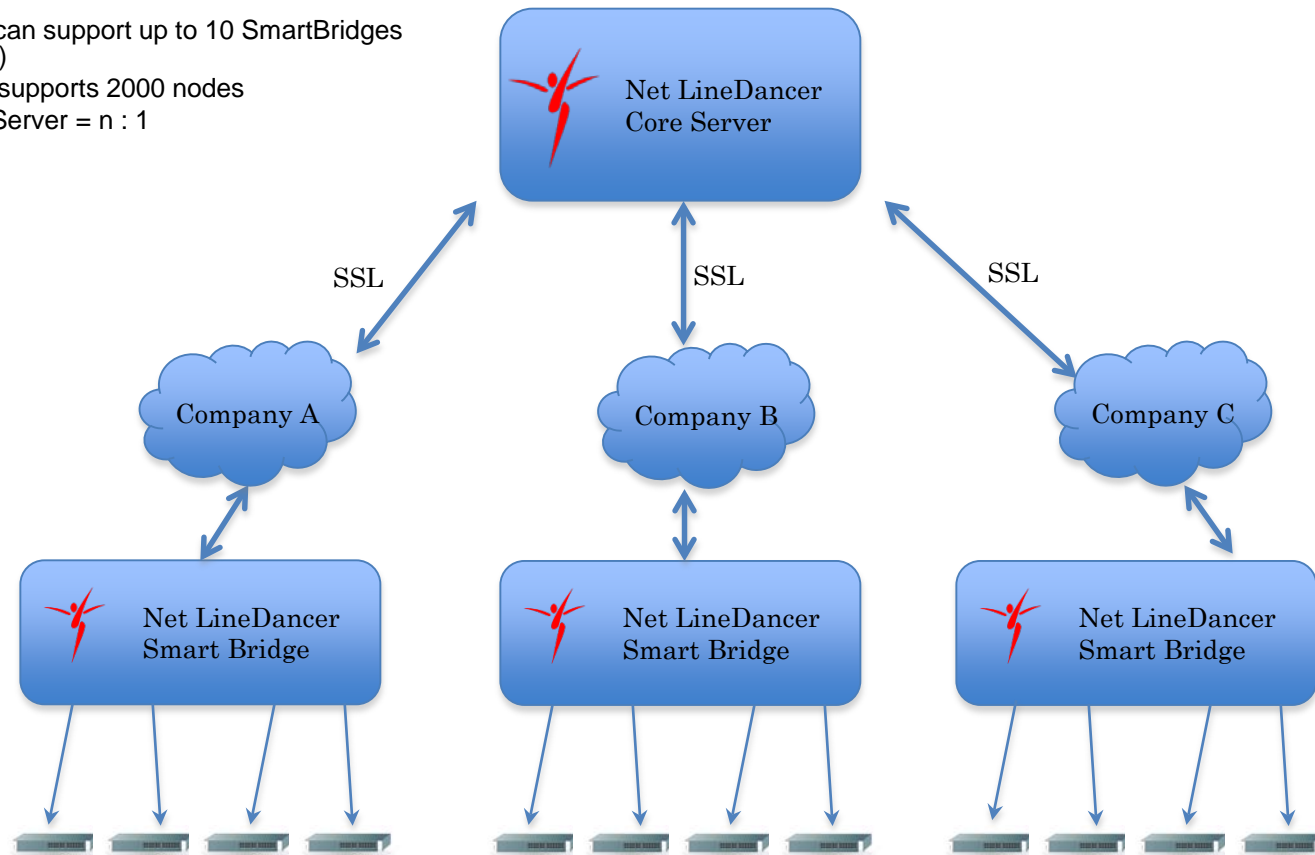 can support up to 10 SmartBridges
)
supports 2000 nodes
Server = n : 1
Net LineDancer
Core Server
SSL
SSL
SSL
Company A
Company B
Company C
Net LineDancer
Smart Bridge
Net LineDancer
Smart Bridge
Net LineDancer
Smart Bridge